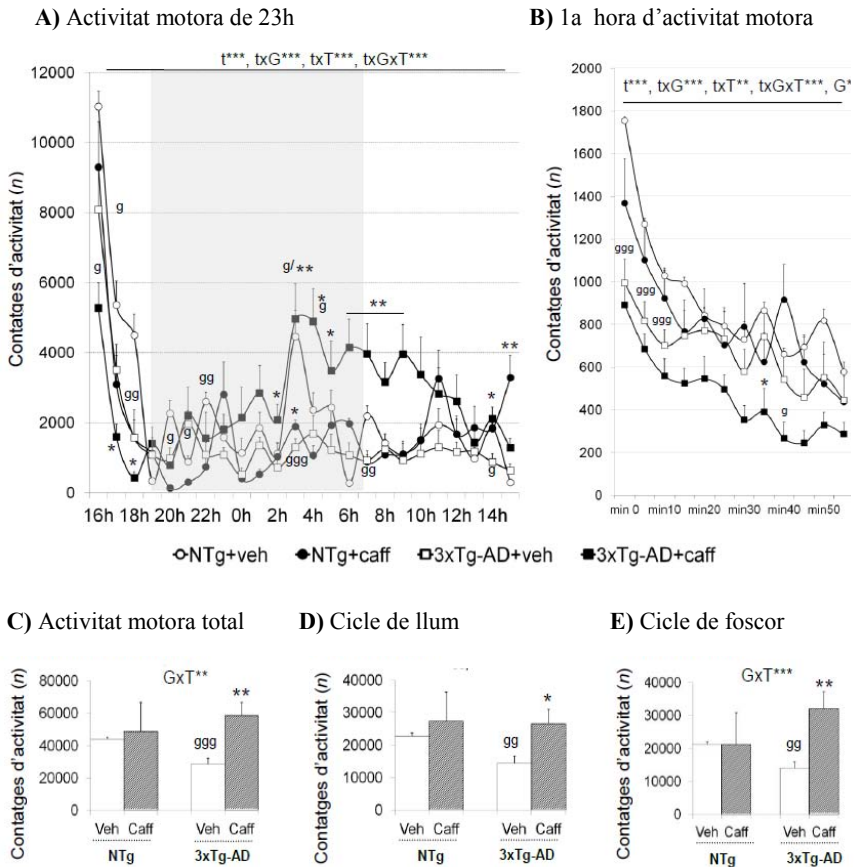 A) Activitat motora de 23h
t***, txG***, txT***, txGxT***
Contatges d'activitat (n)
12000
10000
8000
6000
4000
2000
0
g
g
gg
*
*
g
g
gg
*
*
ggg
g/**
*
g
*
**
gg
*
g
**
16h 18h 20h 22h 0h 2h 4h 6h 8h 10h 12h 14h
B) 1a hora d'activitat motora
t***, txG***, txT**, txGxT***, G*
Contatges d'activitat (n)
2000
1800
1600
1400
1200
1000
800
600
400
200
0
ggg
ggg
ggg
*
g
min 0 min10 min20 min30 min40 min50
NTg+veh NTg+caff 3xTg-AD+veh 3xTg-AD+caff
C) Activitat motora total
GxT**
Contatges d'activitat (n)
80000
60000
40000
20000
0
ggg
**
Veh Caff Veh Caff
NTg 3xTg-AD
D) Cicle de llum
Contatges d'activitat (n)
40000
30000
20000
10000
0
gg
*
Veh Caff Veh Caff
NTg 3xTg-AD
E) Cicle de foscor
GxT***
Contatges d'activitat (n)
40000
30000
20000
10000
0
gg
**
Veh Caff Veh Caff
NTg 3xTg-AD